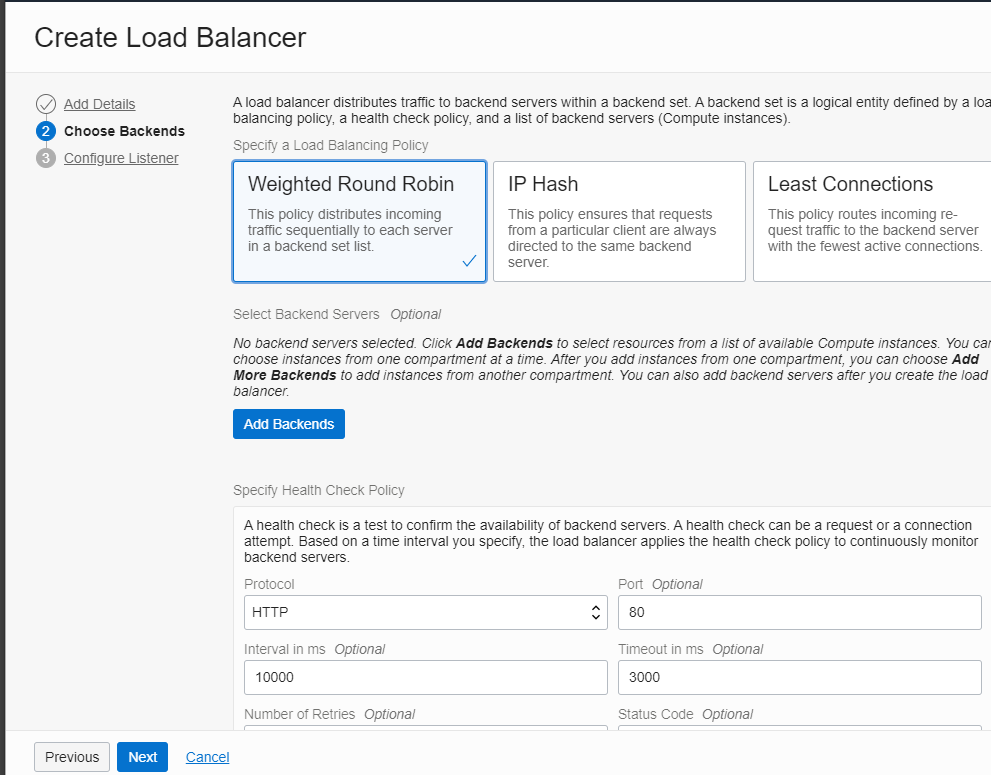 Create Load Balancer
Add Details
2 Choose Backends
3 Configure Listener
A load balancer distributes traffic to backend servers within a backend set. A backend set is a logical entity defined by a loa
balancing policy, a health check policy, and a list of backend servers (Compute instances).
Specify a Load Balancing Policy
Weighted Round Robin
This policy distributes incoming
traffic sequentially to each server
in a backend set list.
IP Hash
This policy ensures that requests
from a particular client are always
directed to the same backend
server.
Least Connections
This policy routes incoming re-
quest traffic to the backend server
with the fewest active connections.
Select Backend Servers Optional
No backend servers selected. Click Add Backends to select resources from a list of available Compute instances. You can
choose instances from one compartment at a time. After you add instances from one compartment, you can choose Add
More Backends to add instances from another compartment. You can also add backend servers after you create the load
balancer.
Add Backends
Specify Health Check Policy
A health check is a test to confirm the availability of backend servers. A health check can be a request or a connection
attempt. Based on a time interval you specify, the load balancer applies the health check policy to continuously monitor
backend servers.
Protocol
HTTP
Port Optional
80
Interval in ms Optional
10000
Timeout in ms Optional
3000
Number of Retries Optional
Status Code Optional
Previous
Next
Cancel